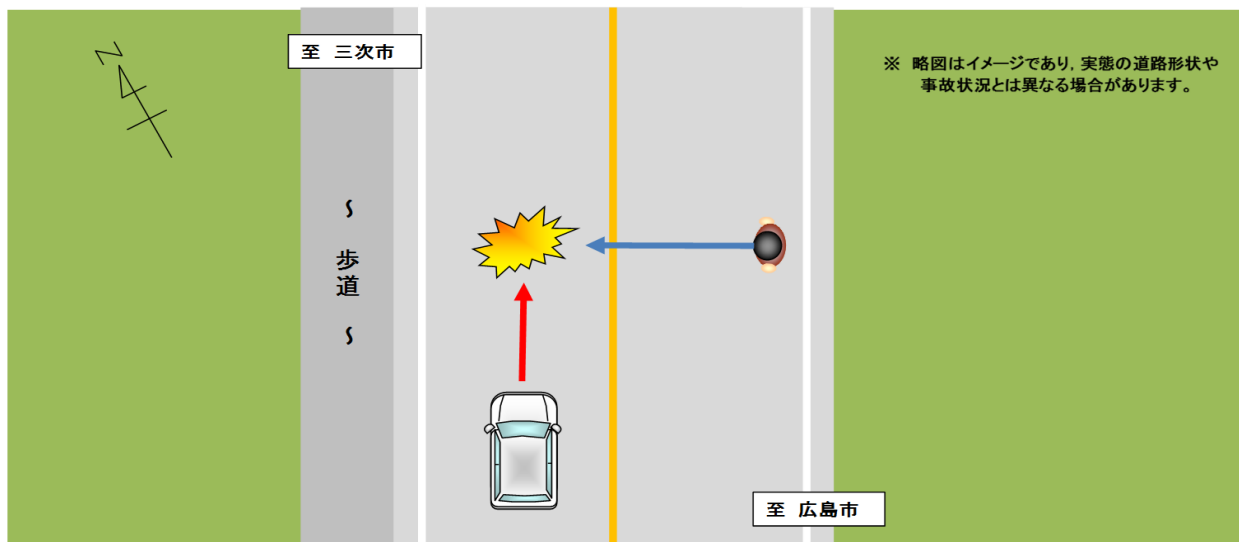 至 三次市
※ 略図はイメージであり, 実態の道路形状や
事故状況とは異なる場合があります。
N
～ 歩道 ～
至 広島市